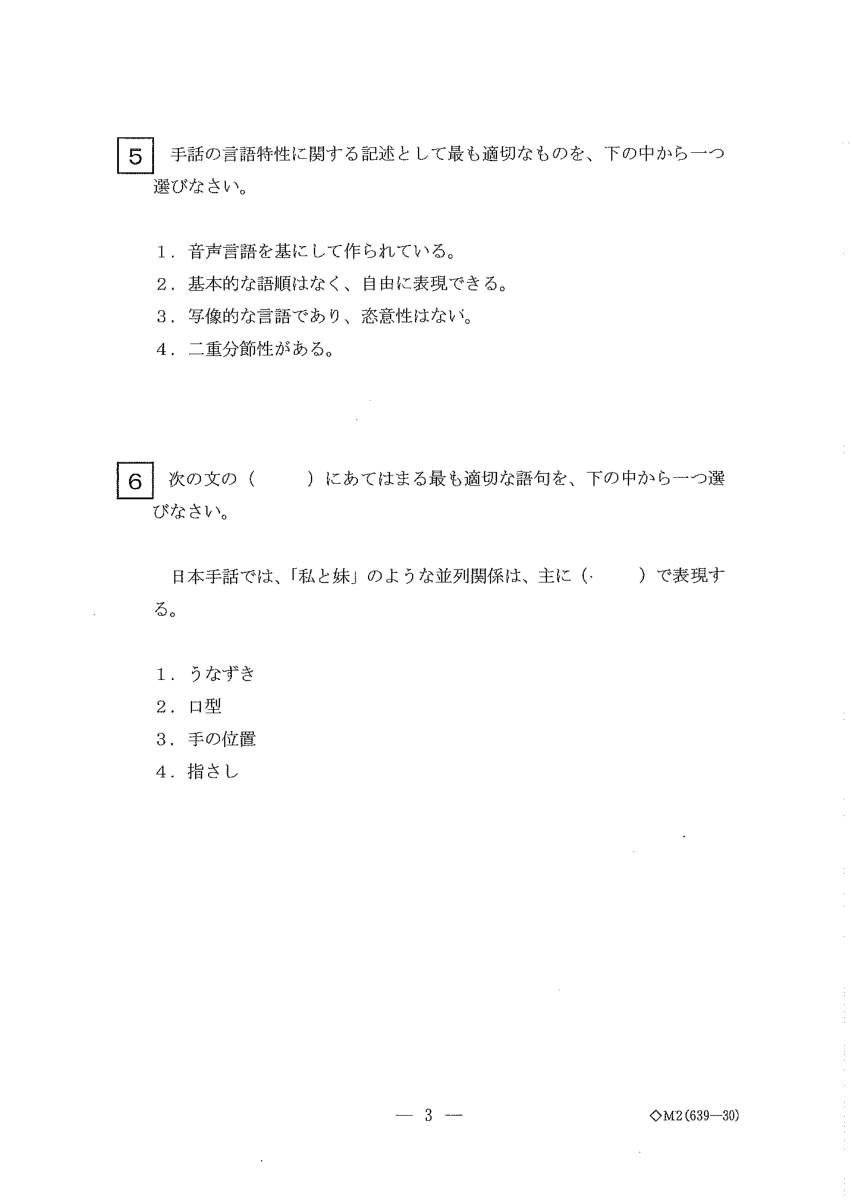 5 手話の言語特性に関する記述として最も適切なものを、下の中から一つ
選びなさい。
1．音声言語を基にして作られている。
2．基本的な語順はなく、自由に表現できる。
3．写像的な言語であり、恣意性はない。
4．二重分節性がある。
6 次の文の（　　　）にあてはまる最も適切な語句を、下の中から一つ選
びなさい。
日本手話では、「私と妹」のような並列関係は、主に（　　　）で表現す
る。
1．うなずき
2．口型
3．手の位置
4．指さし
― 3 ―
◇M2(639―30)